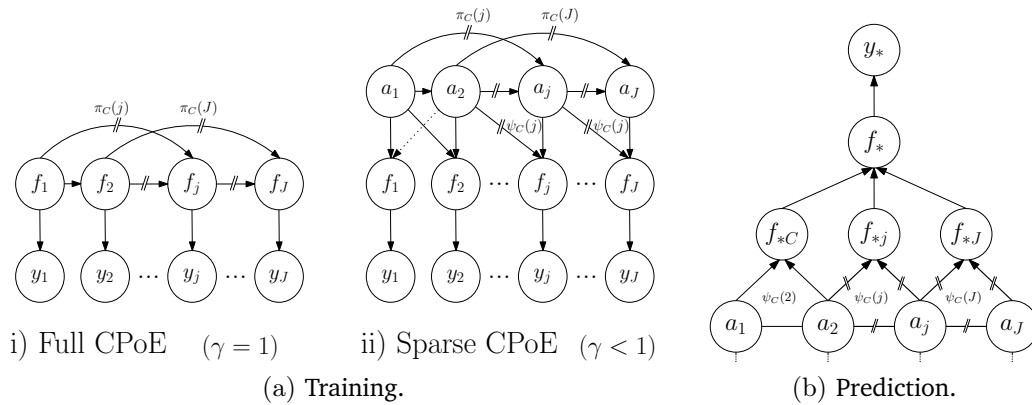 π_C(j) π_C(J)
f_1 f_2 f_j f_J
y_1 y_2 ⋯ y_j ⋯ y_J
i) Full CPoE (γ = 1)
π_C(j) π_C(J)
a_1 a_2 a_j a_J
ψ_C(j) ψ_C(j)
f_1 f_2 ⋯ f_j ⋯ f_J
y_1 y_2 ⋯ y_j ⋯ y_J
ii) Sparse CPoE (γ < 1)
(a) Training.
y_*
f_*
f_{*C} f_{*j} f_{*J}
ψ_C(2) ψ_C(j) ψ_C(J)
a_1 a_2 a_j a_J
(b) Prediction.